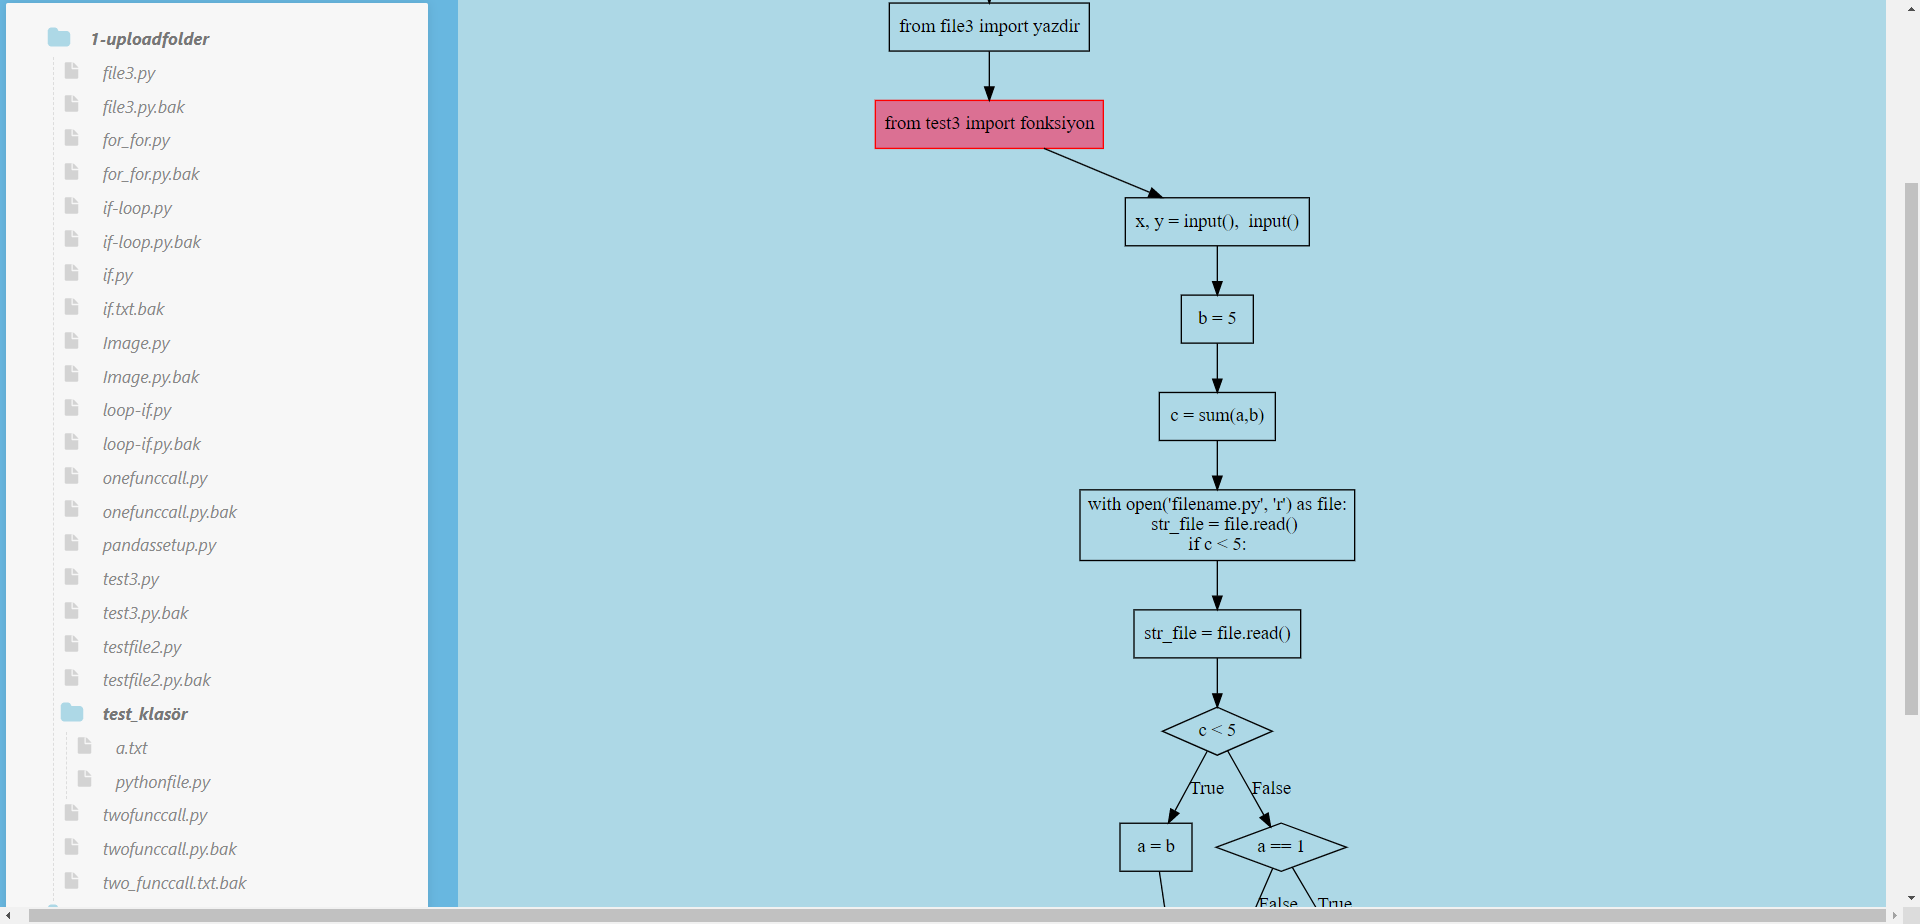 1-uploadfolder
file3.py
file3.py.bak
for_for.py
for_for.py.bak
if-loop.py
if-loop.py.bak
if.py
if.txt.bak
Image.py
Image.py.bak
loop-if.py
loop-if.py.bak
onefunccall.py
onefunccall.py.bak
pandassetup.py
test3.py
test3.py.bak
testfile2.py
testfile2.py.bak
test_klasör
a.txt
pythonfile.py
twofunccall.py
twofunccall.py.bak
two_funccall.txt.bak
from file3 import yazdir
from test3 import fonksiyon
x, y = input(),  input()
b = 5
c = sum(a,b)
with open('filename.py', 'r') as file:
str_file = file.read()
if c < 5:
str_file = file.read()
c < 5
True
False
a = b
a == 1
False
True